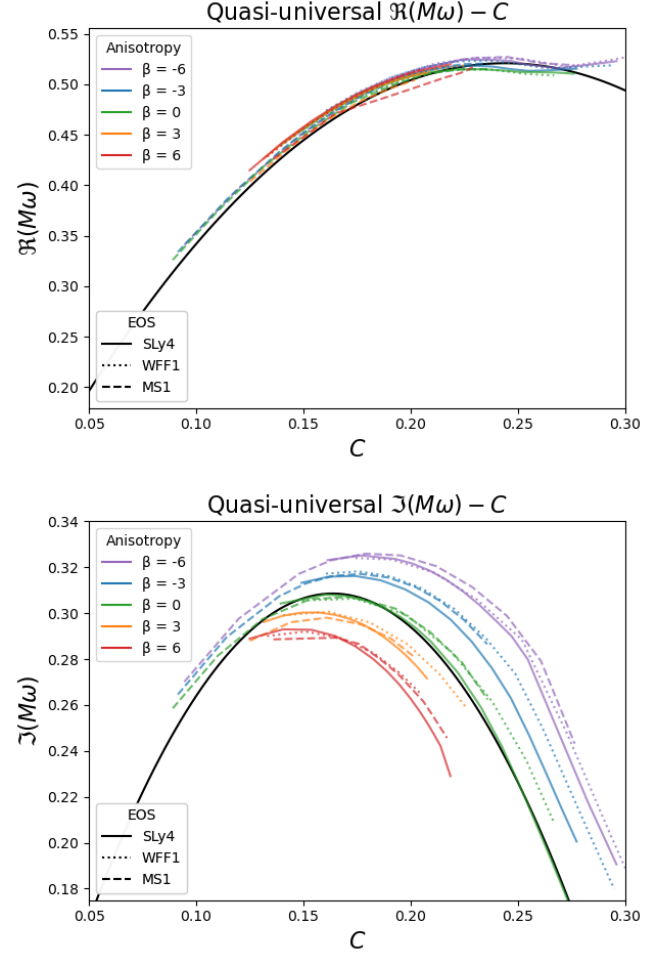 Quasi-universal ℜ(Mω) − C
Anisotropy
β = -6
β = -3
β = 0
β = 3
β = 6
EOS
SLy4
WFF1
MS1
0.55
0.50
0.45
0.40
0.35
0.30
0.25
0.20
ℜ(Mω)
0.05 0.10 0.15 0.20 0.25 0.30
C
Quasi-universal ℑ(Mω) − C
Anisotropy
β = -6
β = -3
β = 0
β = 3
β = 6
EOS
SLy4
WFF1
MS1
0.34
0.32
0.30
0.28
0.26
0.24
0.22
0.20
0.18
ℑ(Mω)
0.05 0.10 0.15 0.20 0.25 0.30
C